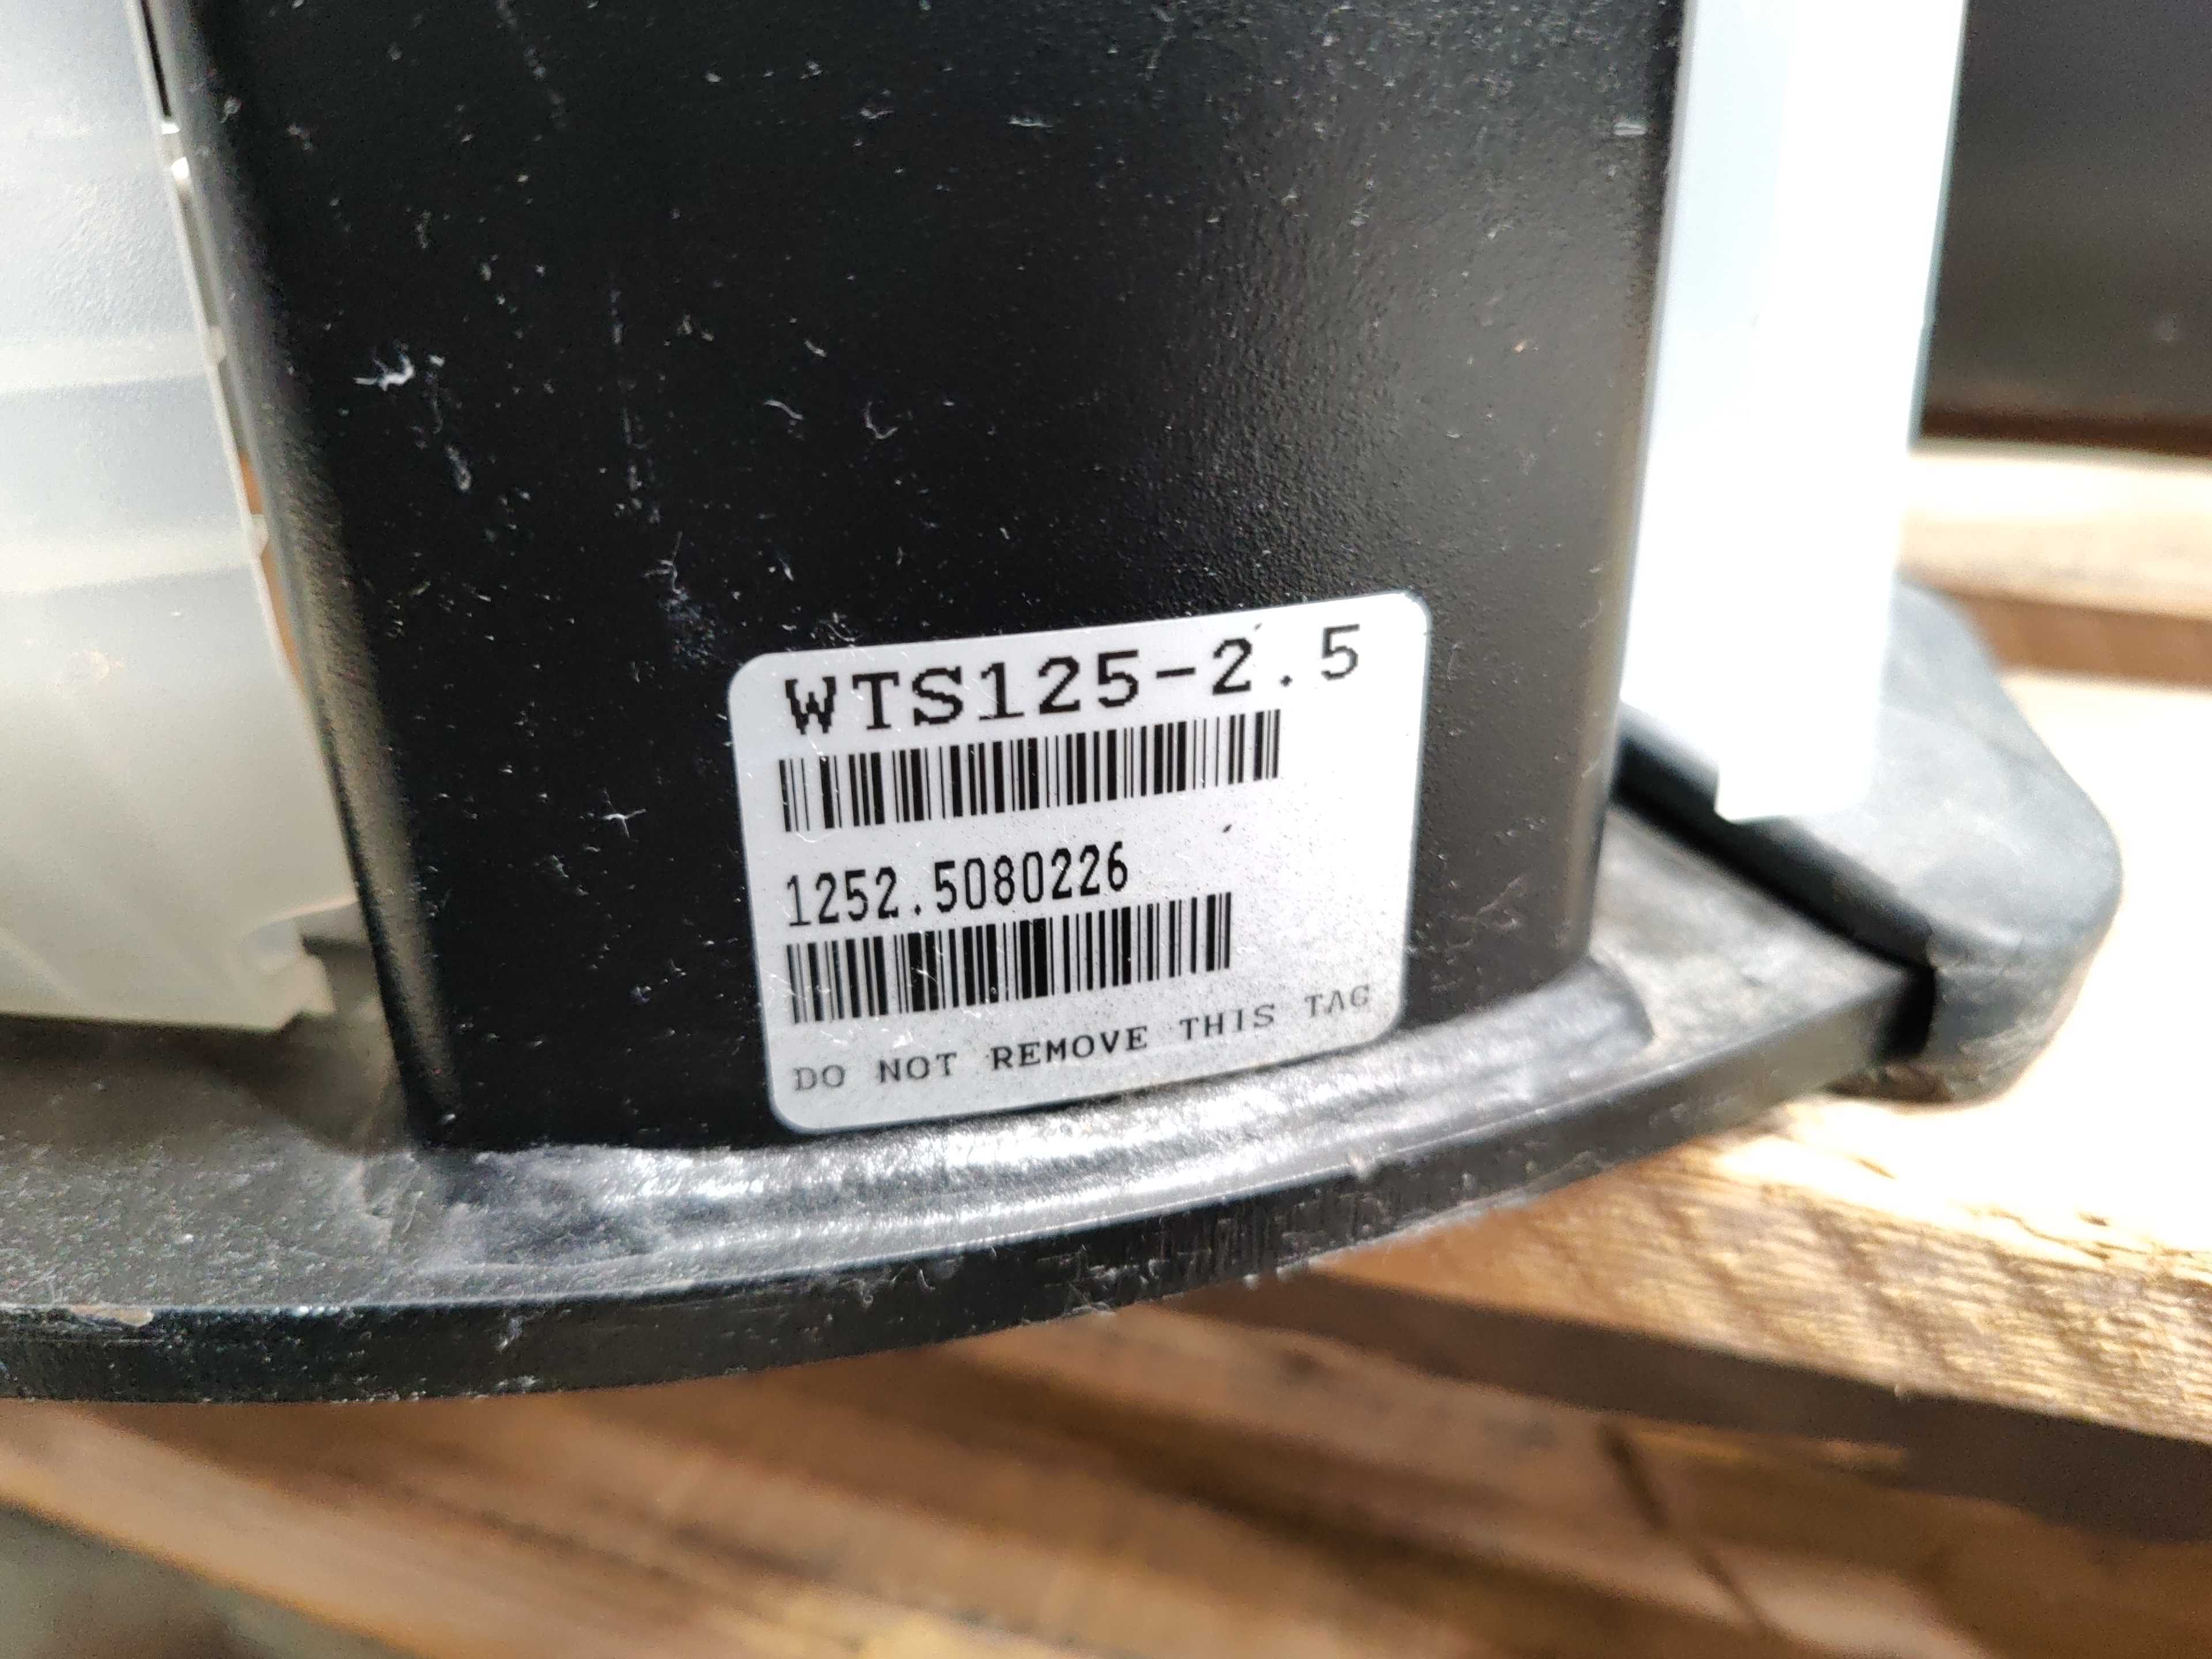 WTS125-2.5
1252.5080226
DO NOT REMOVE THIS TAG